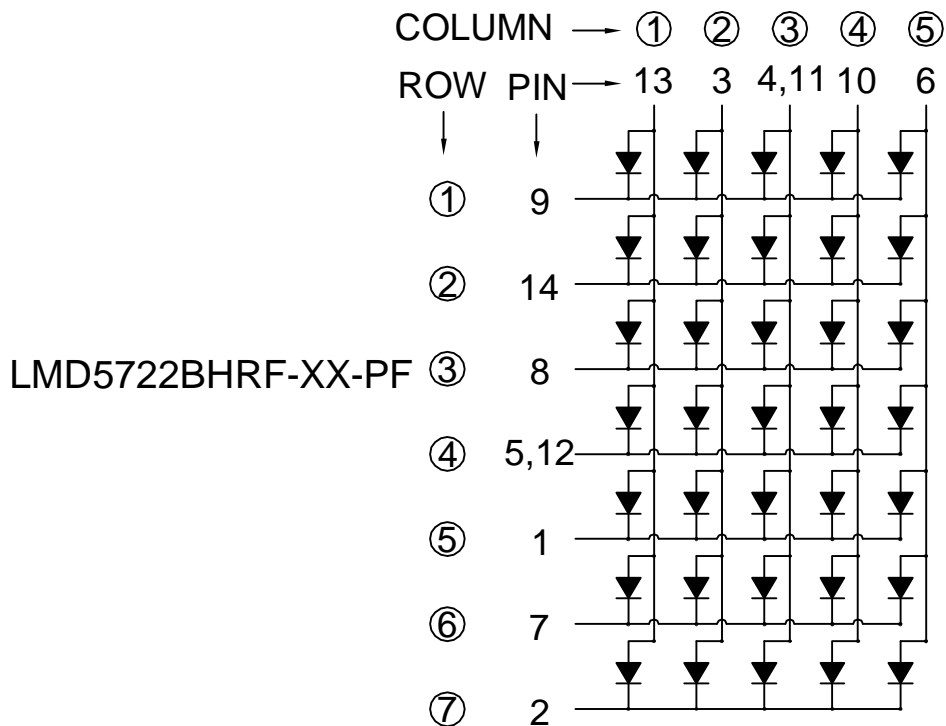 COLUMN ① ② ③ ④ ⑤
ROW PIN 13 3 4,11 10 6
① 9
② 14
LMD5722BHRF-XX-PF ③ 8
④ 5,12
⑤ 1
⑥ 7
⑦ 2